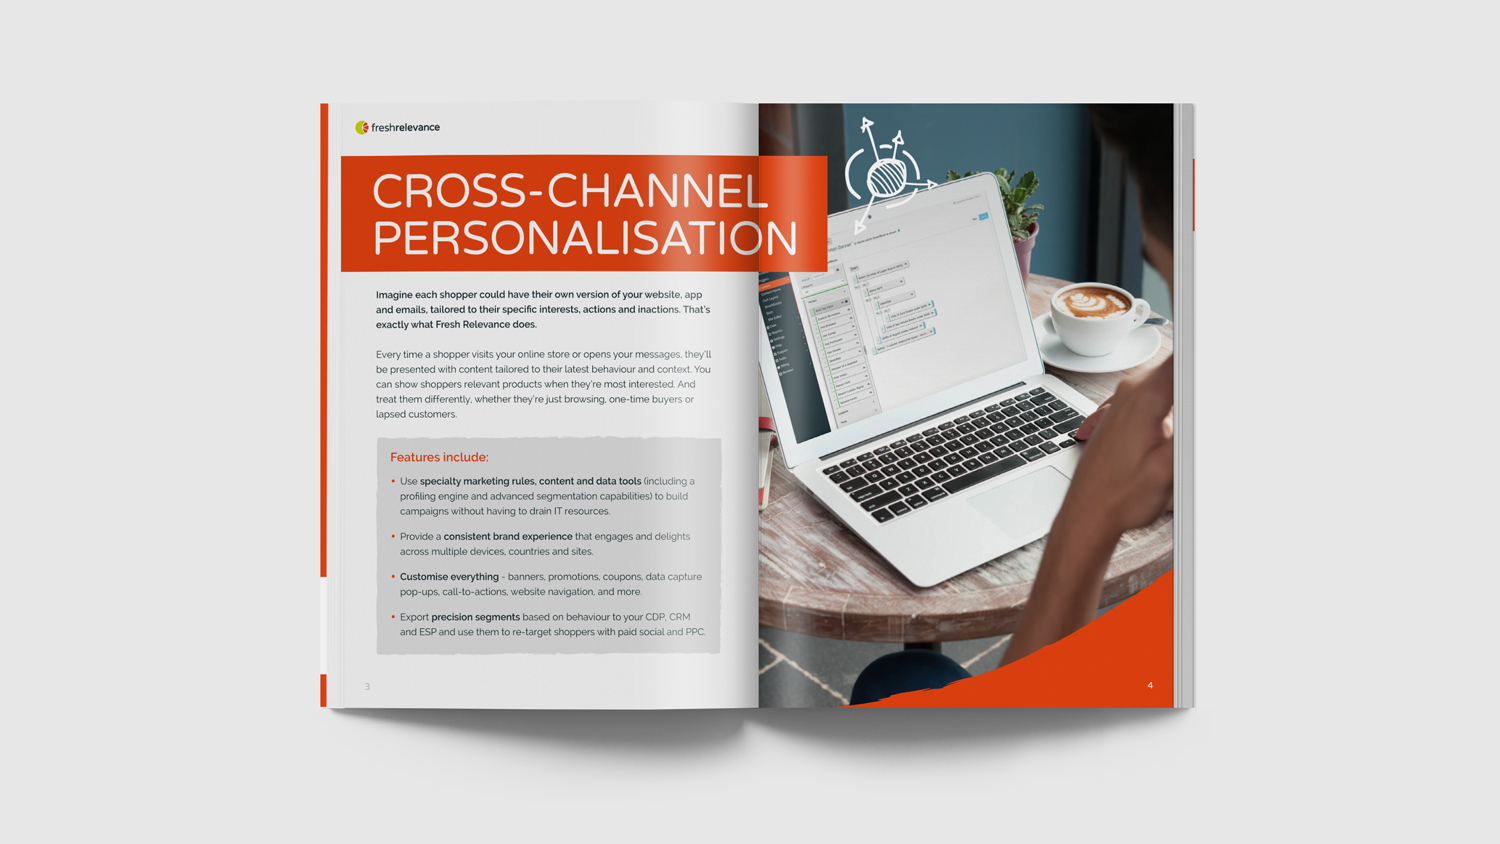 freshrelevance
CROSS-CHANNEL
PERSONALISATION
Imagine each shopper could have their own version of your website, app
and emails, tailored to their specific interests, actions and inactions. That's
exactly what Fresh Relevance does.
Every time a shopper visits your online store or opens your messages, they'll
be presented with content tailored to their latest behaviour and context. You
can show shoppers relevant products when they're most interested. And
treat them differently, whether they're just browsing, one-time buyers or
lapsed customers.
Features include:
• Use specialty marketing rules, content and data tools (including a
profiling engine and advanced segmentation capabilities) to build
campaigns without having to drain IT resources.
• Provide a consistent brand experience that engages and delights
across multiple devices, countries and sites.
• Customise everything - banners, promotions, coupons, data capture
pop-ups, call-to-actions, website navigation, and more.
• Export precision segments based on behaviour to your CDP, CRM
and ESP and use them to re-target shoppers with paid social and PPC.
3
4